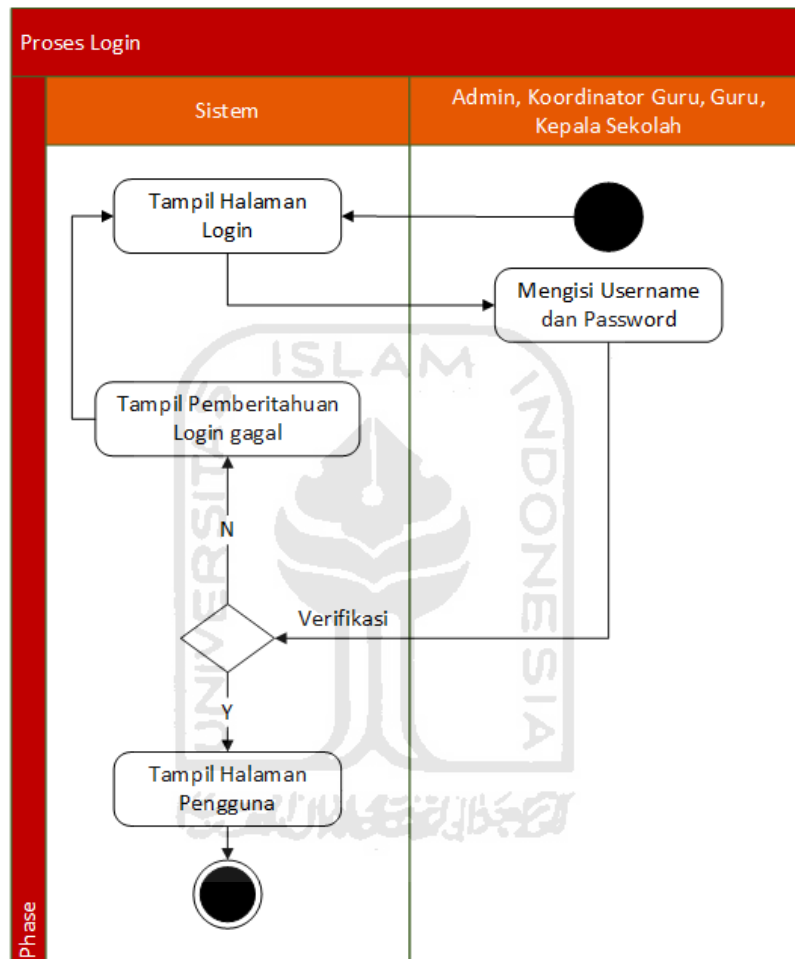 Proses Login
Sistem
Admin, Koordinator Guru, Guru,
Kepala Sekolah
Tampil Halaman
Login
Mengisi Username
dan Password
ISLAM
Tampil Pemberitahuan
Login gagal
UNIVERSITAS
INDONESIA
N
Verifikasi
Y
Tampil Halaman
Pengguna
Phase